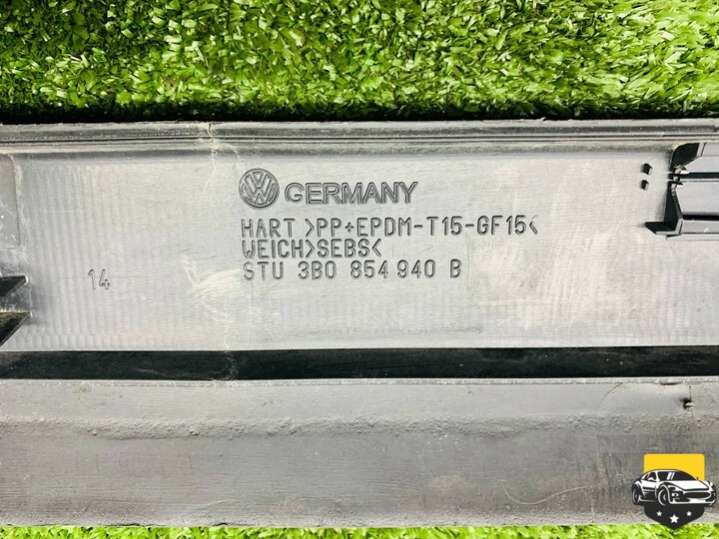 GERMANY
HART >PP+EPDM-T15-GF15<
WEICH>SEBS<
STU 3B0 854 940 B
14